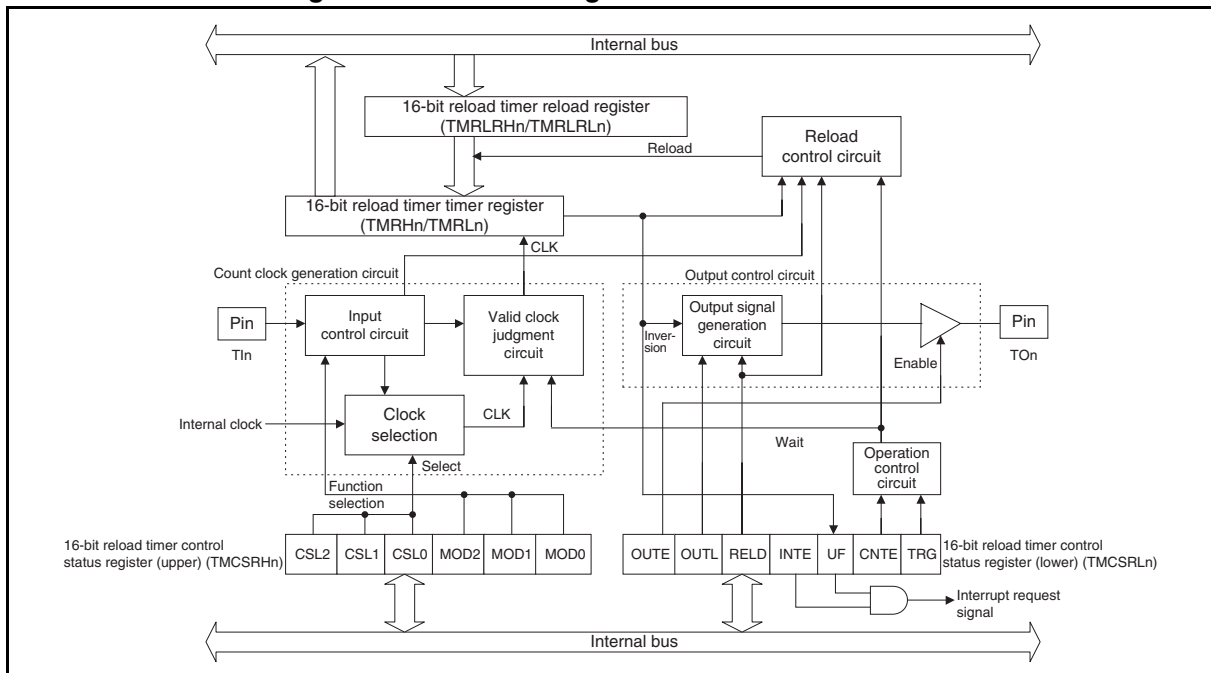 Internal bus
16-bit reload timer reload register
(TMRLRHn/TMRLRLn)
Reload
control circuit
Reload
16-bit reload timer timer register
(TMRHn/TMRLn)
CLK
Count clock generation circuit
Output control circuit
Pin
TIn
Input
control circuit
Valid clock
judgment
circuit
Inver-
sion
Output signal
generation
circuit
Enable
Pin
TOn
Internal clock
Clock
selection
CLK
Select
Wait
Operation
control
circuit
Function
selection
16-bit reload timer control
status register (upper) (TMCSRHn)
CSL2 CSL1 CSL0 MOD2 MOD1 MOD0
OUTE OUTL RELD INTE UF CNTE TRG
16-bit reload timer control
status register (lower) (TMCSRLn)
Interrupt request
signal
Internal bus